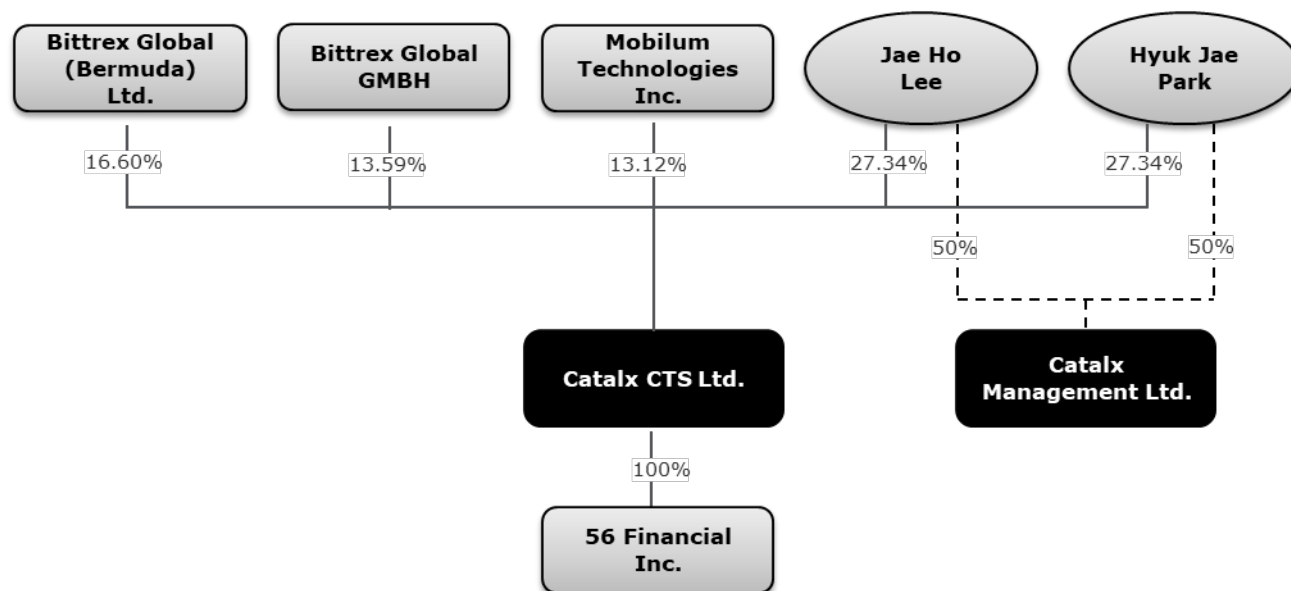 Bittrex Global
(Bermuda)
Ltd.
Bittrex Global
GMBH
Mobilum
Technologies
Inc.
Jae Ho
Lee
Hyuk Jae
Park
16.60%
13.59%
13.12%
27.34%
27.34%
50%
50%
Catalx CTS Ltd.
Catalx
Management Ltd.
100%
56 Financial
Inc.